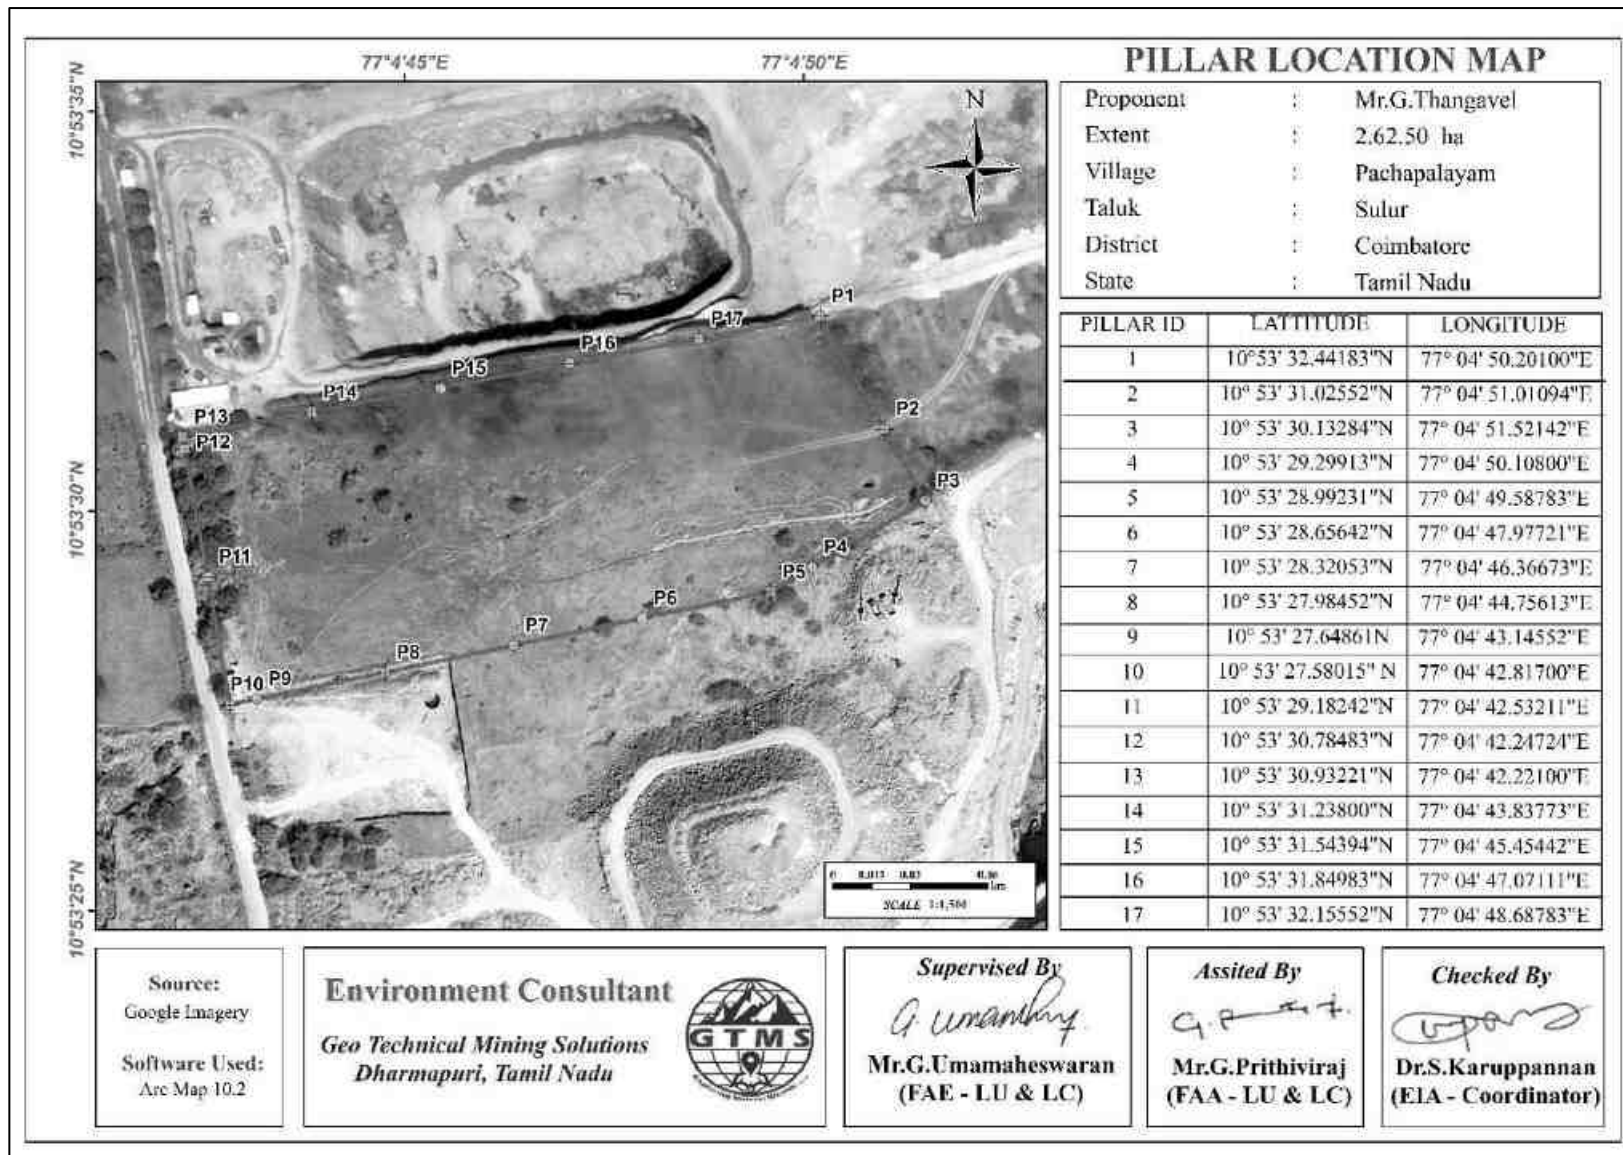 77°4'45"E
77°4'50"E
10°53'35"N
10°53'30"N
10°53'25"N
N
P1
P17
P16
P15
P14
P13
P12
P2
P3
P4
P5
P6
P7
P8
P9
P10
P11
SCALE 1:1,500
PILLAR LOCATION MAP
Proponent : Mr.G.Thangavel
Extent : 2.62.50 ha
Village : Pachapalayam
Taluk : Sulur
District : Coimbatore
State : Tamil Nadu
PILLAR ID LATTITUDE LONGITUDE
1 10°53' 32.44183"N 77° 04' 50.20100"E
2 10° 53' 31.02552"N 77° 04' 51.01094"E
3 10° 53' 30.13284"N 77° 04' 51.52142"E
4 10° 53' 29.29913"N 77° 04' 50.10800"E
5 10° 53' 28.99231"N 77° 04' 49.58783"E
6 10° 53' 28.65642"N 77° 04' 47.97721"E
7 10° 53' 28.32053"N 77° 04' 46.36673"E
8 10° 53' 27.98452"N 77° 04' 44.75613"E
9 10° 53' 27.64861N 77° 04' 43.14552"E
10 10° 53' 27.58015" N 77° 04' 42.81700"E
11 10° 53' 29.18242"N 77° 04' 42.53211"E
12 10° 53' 30.78483"N 77° 04' 42.24724"E
13 10° 53' 30.93221"N 77° 04' 42.22100"E
14 10° 53' 31.23800"N 77° 04' 43.83773"E
15 10° 53' 31.54394"N 77° 04' 45.45442"E
16 10° 53' 31.84983"N 77° 04' 47.07111"E
17 10° 53' 32.15552"N 77° 04' 48.68783"E
Source:
Google Imagery
Software Used:
Arc Map 10.2
Environment Consultant
Geo Technical Mining Solutions
Dharmapuri, Tamil Nadu
GTMS
Supervised By
Mr.G.Umamaheswaran
(FAE - LU & LC)
Assited By
Mr.G.Prithiviraj
(FAA - LU & LC)
Checked By
Dr.S.Karuppannan
(EIA - Coordinator)